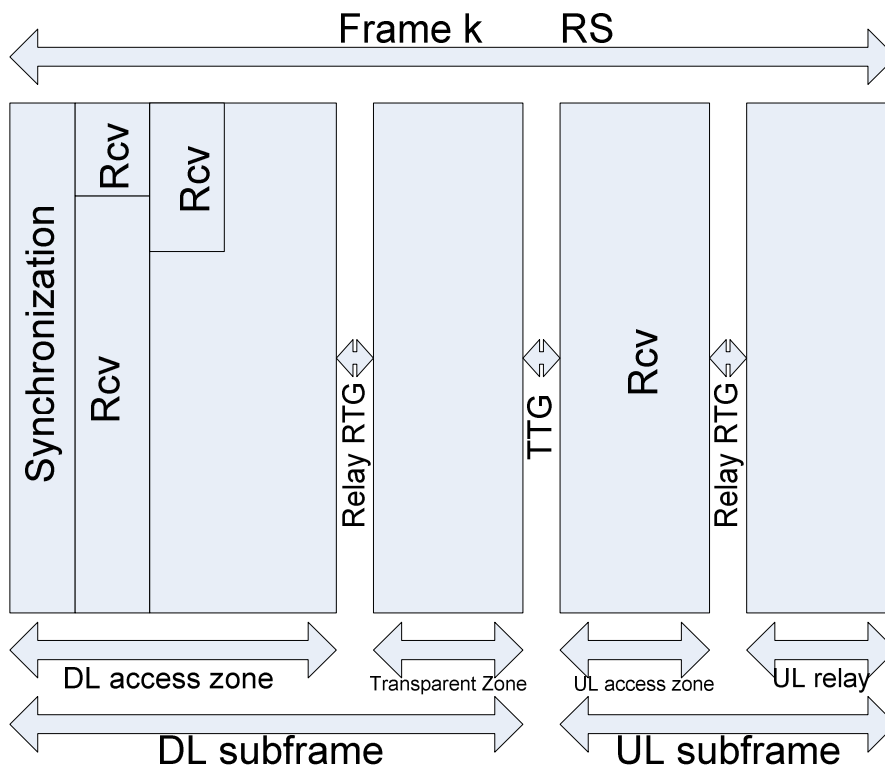 Frame k RS
Synchronization
Rcv
Rcv
Rcv
Relay RTG
TTG
Rcv
Relay RTG
DL access zone
Transparent Zone
UL access zone
UL relay
DL subframe
UL subframe